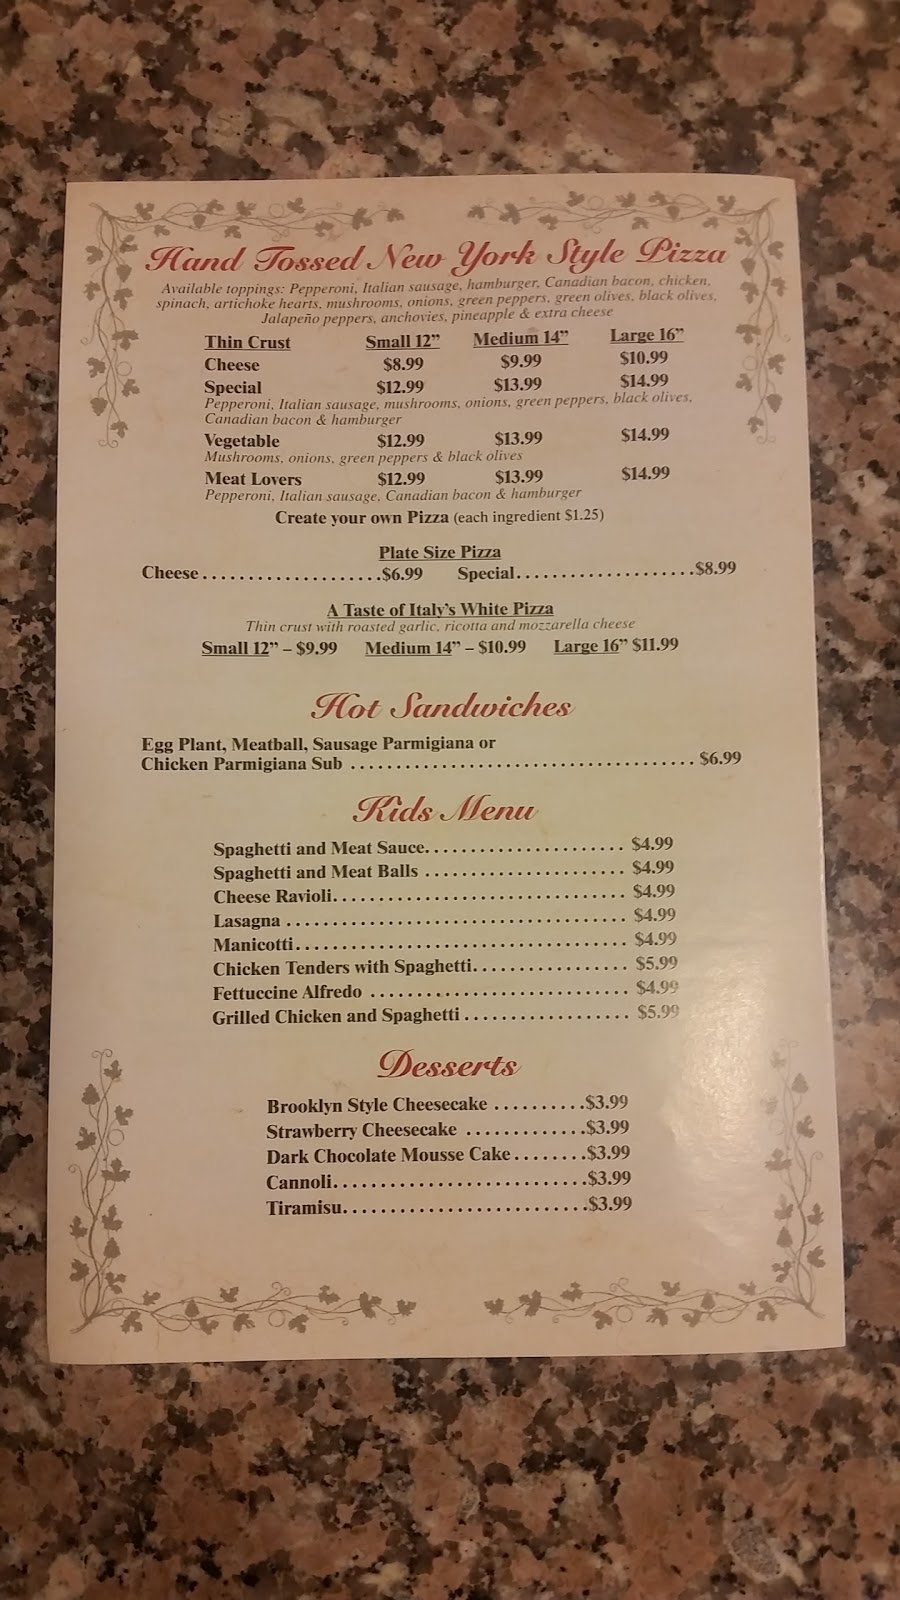 Hand Tossed New York Style Pizza
Available toppings: Pepperoni, Italian sausage, hamburger, Canadian bacon, chicken,
spinach, artichoke hearts, mushrooms, onions, green peppers, green olives, black olives,
Jalapeño peppers, anchovies, pineapple & extra cheese
Thin Crust Small 12” Medium 14” Large 16”
Cheese $8.99 $9.99 $10.99
Special $12.99 $13.99 $14.99
Pepperoni, Italian sausage, mushrooms, onions, green peppers, black olives,
Canadian bacon & hamburger
Vegetable $12.99 $13.99 $14.99
Mushrooms, onions, green peppers & black olives
Meat Lovers $12.99 $13.99 $14.99
Pepperoni, Italian sausage, Canadian bacon & hamburger
Create your own Pizza (each ingredient $1.25)
Plate Size Pizza
Cheese....................$6.99 Special....................$8.99
A Taste of Italy's White Pizza
Thin crust with roasted garlic, ricotta and mozzarella cheese
Small 12” – $9.99 Medium 14” – $10.99 Large 16” $11.99
Hot Sandwiches
Egg Plant, Meatball, Sausage Parmigiana or
Chicken Parmigiana Sub ...................................... $6.99
Kids Menu
Spaghetti and Meat Sauce...................... $4.99
Spaghetti and Meat Balls ...................... $4.99
Cheese Ravioli................................ $4.99
Lasagna ...................................... $4.99
Manicotti..................................... $4.99
Chicken Tenders with Spaghetti................. $5.99
Fettuccine Alfredo ............................ $4.99
Grilled Chicken and Spaghetti .................. $5.99
Desserts
Brooklyn Style Cheesecake ..........$3.99
Strawberry Cheesecake .............$3.99
Dark Chocolate Mousse Cake........$3.99
Cannoli............................$3.99
Tiramisu...........................$3.99